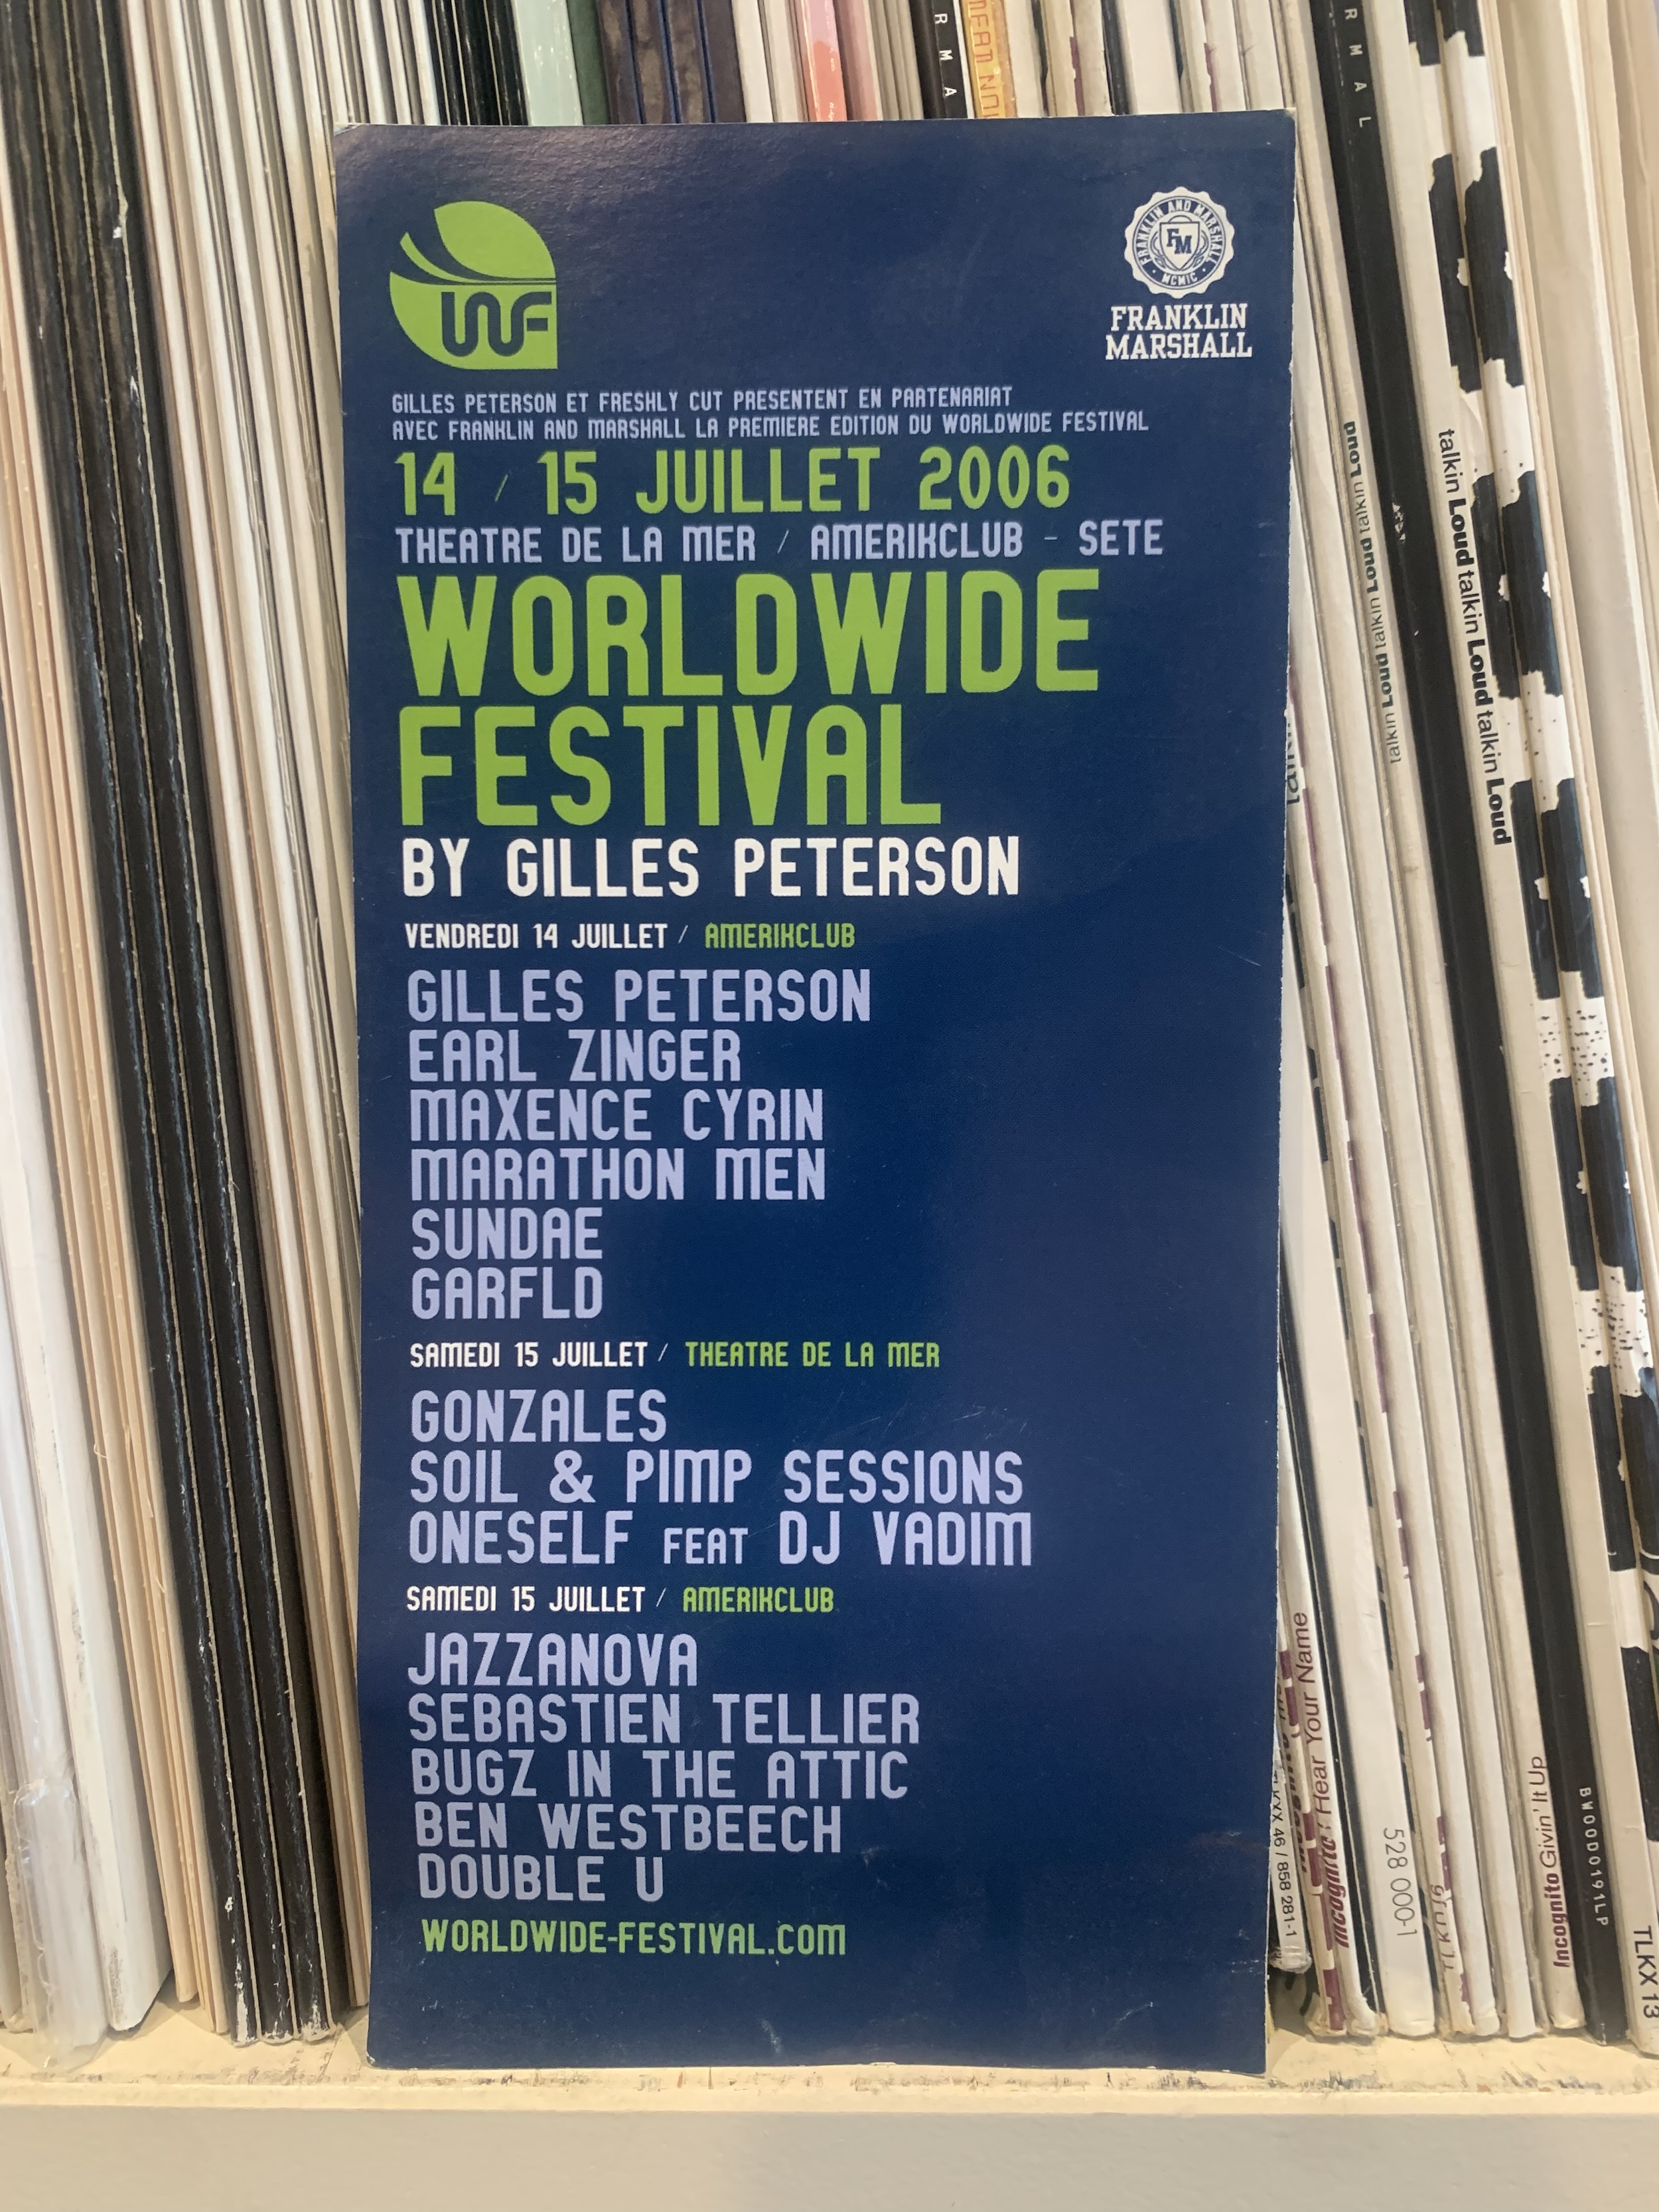 WF
FRANKLIN AND MARSHALL
FM
MCMIC
FRANKLIN
MARSHALL
GILLES PETERSON ET FRESHLY CUT PRESENTENT EN PARTENARIAT
AVEC FRANKLIN AND MARSHALL LA PREMIERE EDITION DU WORLDWIDE FESTIVAL
14 / 15 JUILLET 2006
THEATRE DE LA MER / AMERIKCLUB - SETE
WORLDWIDE
FESTIVAL
BY GILLES PETERSON
VENDREDI 14 JUILLET / AMERIKCLUB
GILLES PETERSON
EARL ZINGER
MAXENCE CYRIN
MARATHON MEN
SUNDAE
GARFLD
SAMEDI 15 JUILLET / THEATRE DE LA MER
GONZALES
SOIL & PIMP SESSIONS
ONESELF FEAT DJ VADIM
SAMEDI 15 JUILLET / AMERIKCLUB
JAZZANOVA
SEBASTIEN TELLIER
BUGZ IN THE ATTIC
BEN WESTBEECH
DOUBLE U
WORLDWIDE-FESTIVAL.COM
talkin Loud talkin Loud talkin Loud
talkin Loud talkin Loud talkin Loud
Incognito / Hear Your Name
528 000-1
Incognito Givin' It Up
BWOOD0191LP
TLKX 13